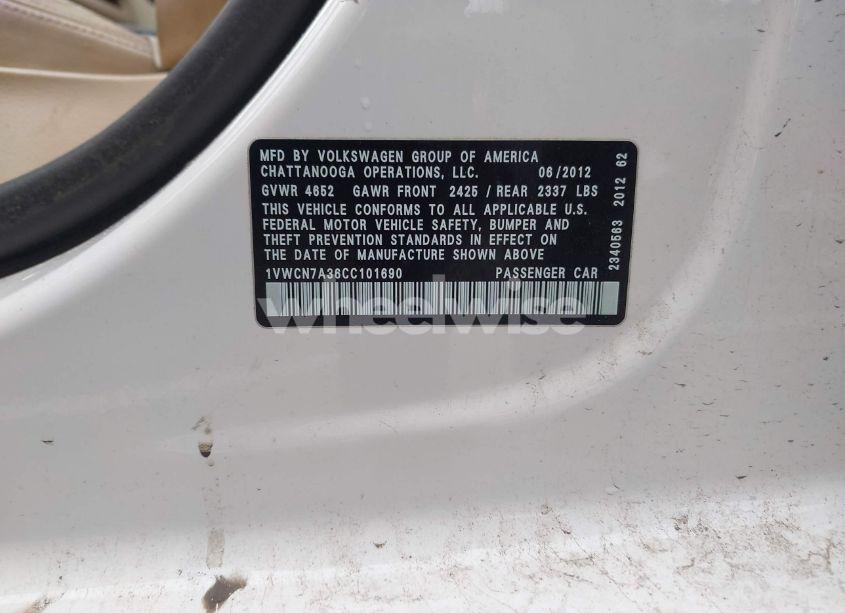 MFD BY VOLKSWAGEN GROUP OF AMERICA
CHATTANOOGA OPERATIONS, LLC. 06/2012
GVWR 4652 GAWR FRONT 2425 / REAR 2337 LBS
THIS VEHICLE CONFORMS TO ALL APPLICABLE U.S.
FEDERAL MOTOR VEHICLE SAFETY, BUMPER AND
THEFT PREVENTION STANDARDS IN EFFECT ON
THE DATE OF MANUFACTURE SHOWN ABOVE
1VWCN7A36CC101690 PASSENGER CAR
2340563 2012 62
wheelwise